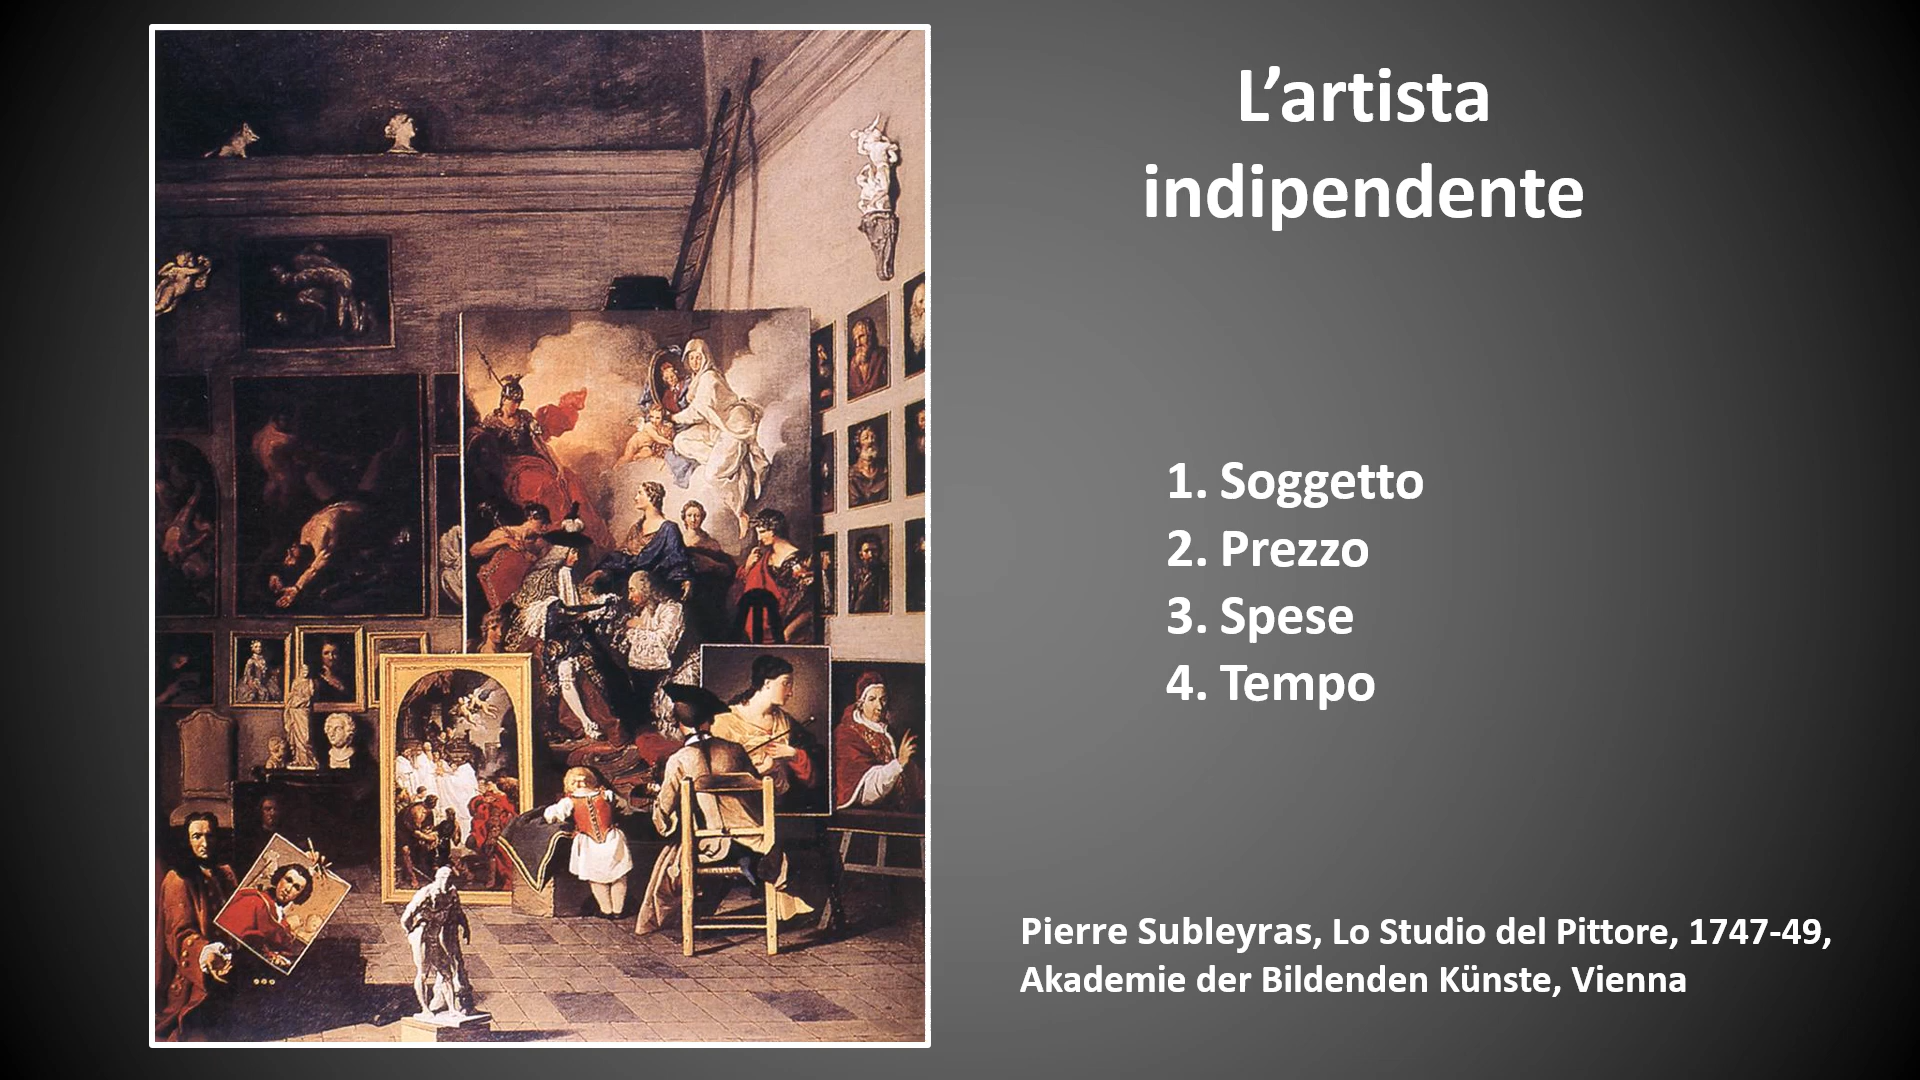 L’artista
indipendente
1. Soggetto
2. Prezzo
3. Spese
4. Tempo
Pierre Subleyras, Lo Studio del Pittore, 1747-49,
Akademie der Bildenden Künste, Vienna